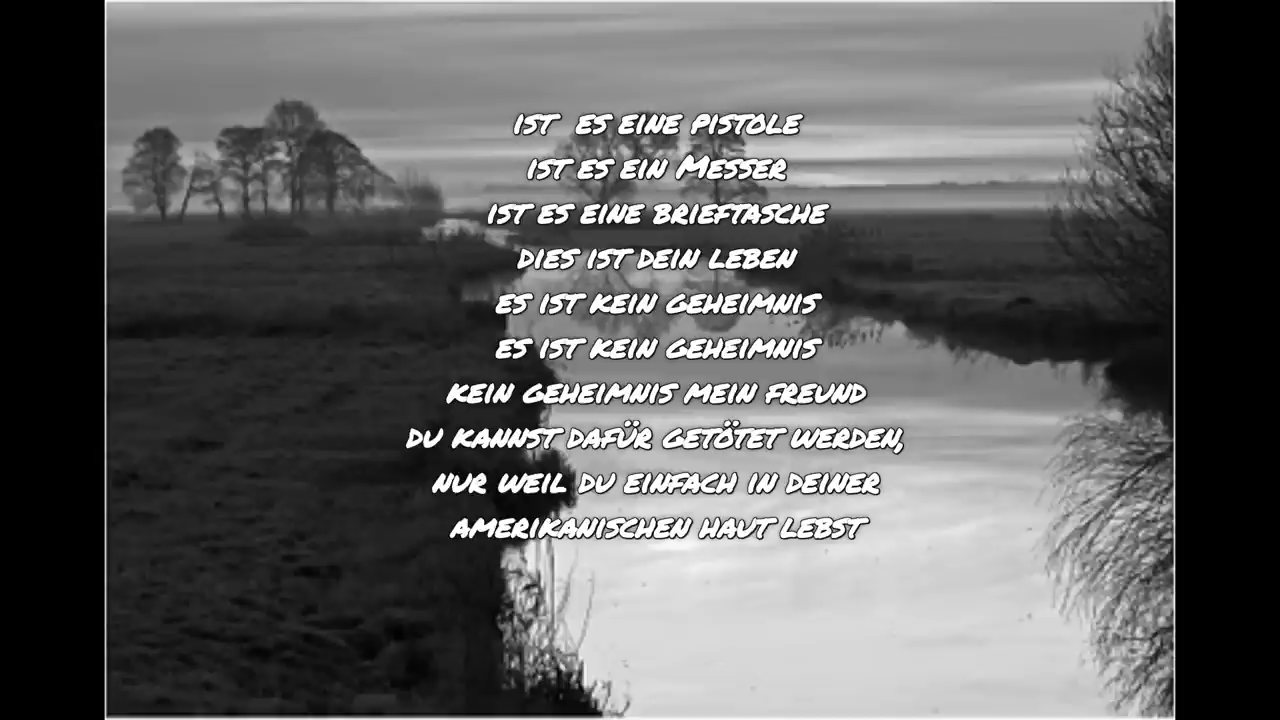 IST ES EINE PISTOLE
IST ES EIN MESSER
IST ES EINE BRIEFTASCHE
DIES IST DEIN LEBEN
ES IST KEIN GEHEIMNIS
ES IST KEIN GEHEIMNIS
KEIN GEHEIMNIS MEIN FREUND
DU KANNST DAFÜR GETÖTET WERDEN,
NUR WEIL DU EINFACH IN DEINER
AMERIKANISCHEN HAUT LEBST